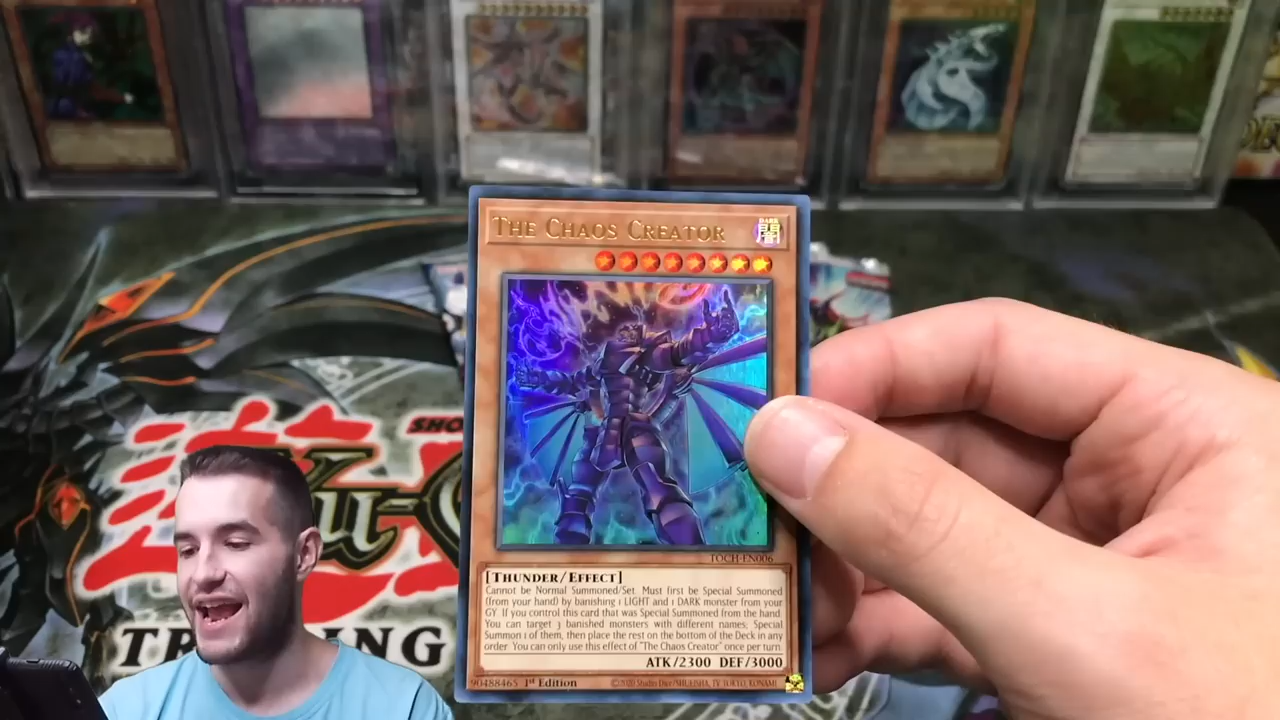 THE CHAOS CREATOR
DARK
闇
TOCH-EN006
[THUNDER/EFFECT]
Cannot be Normal Summoned/Set. Must first be Special Summoned
(from your hand) by banishing 1 LIGHT and 1 DARK monster from your
GY. If you control this card that was Special Summoned from the hand:
You can target 3 banished monsters with different names; Special
Summon 1 of them, then place the rest on the bottom of the Deck in any
order. You can only use this effect of "The Chaos Creator" once per turn.
ATK/2300 DEF/3000
90488465 1st Edition ©2020 Studio Dice/SHUEISHA, TV TOKYO, KONAMI
SHO
Yu-G
TR
NG